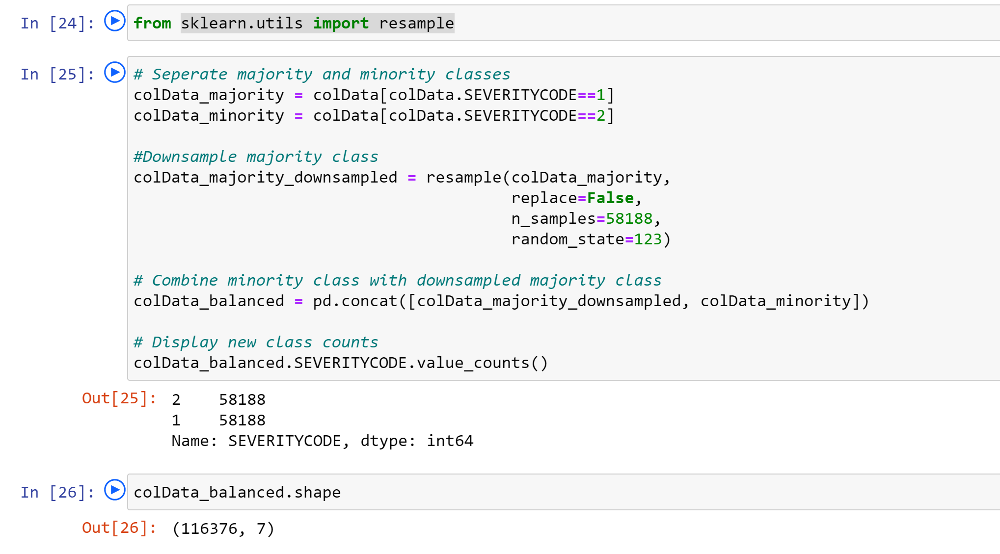 In [24]: from sklearn.utils import resample
In [25]: # Seperate majority and minority classes
colData_majority = colData[colData.SEVERITYCODE==1]
colData_minority = colData[colData.SEVERITYCODE==2]
#Downsample majority class
colData_majority_downsampled = resample(colData_majority,
replace=False,
n_samples=58188,
random_state=123)
# Combine minority class with downsampled majority class
colData_balanced = pd.concat([colData_majority_downsampled, colData_minority])
# Display new class counts
colData_balanced.SEVERITYCODE.value_counts()
Out[25]: 2    58188
1    58188
Name: SEVERITYCODE, dtype: int64
In [26]: colData_balanced.shape
Out[26]: (116376, 7)